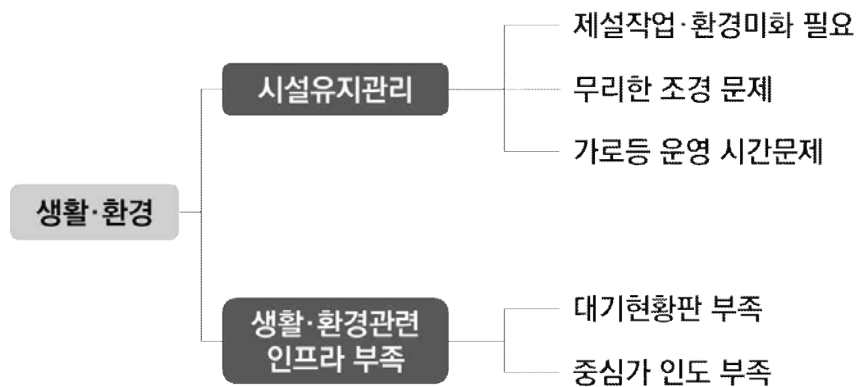 제설작업·환경미화 필요
시설유지관리
무리한 조경 문제
가로등 운영 시간문제
생활·환경
생활·환경관련
인프라 부족
대기현황판 부족
중심가 인도 부족